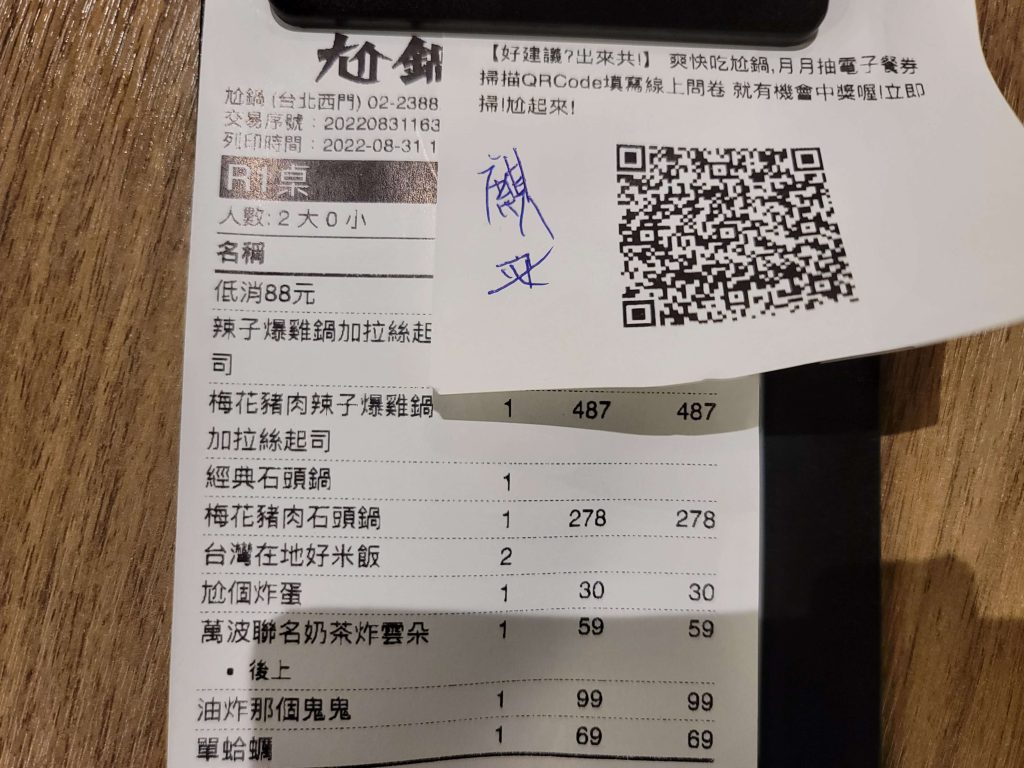 尬鍋
尬鍋 (台北西門) 02-2388
交易序號：20220831163
列印時間：2022-08-31 1
R1桌
人數: 2 大 0 小
名稱
低消88元
辣子爆雞鍋加拉絲起
司
梅花豬肉辣子爆雞鍋 1 487 487
加拉絲起司
經典石頭鍋 1
梅花豬肉石頭鍋 1 278 278
台灣在地好米飯 2
尬個炸蛋 1 30 30
萬波聯名奶茶炸雲朵 1 59 59
• 後上
油炸那個鬼鬼 1 99 99
單蛤蠣 1 69 69
【好建議?出來共!】 爽快吃尬鍋,月月抽電子餐券
掃描QRCode填寫線上問卷 就有機會中獎喔!立即
掃!尬起來!